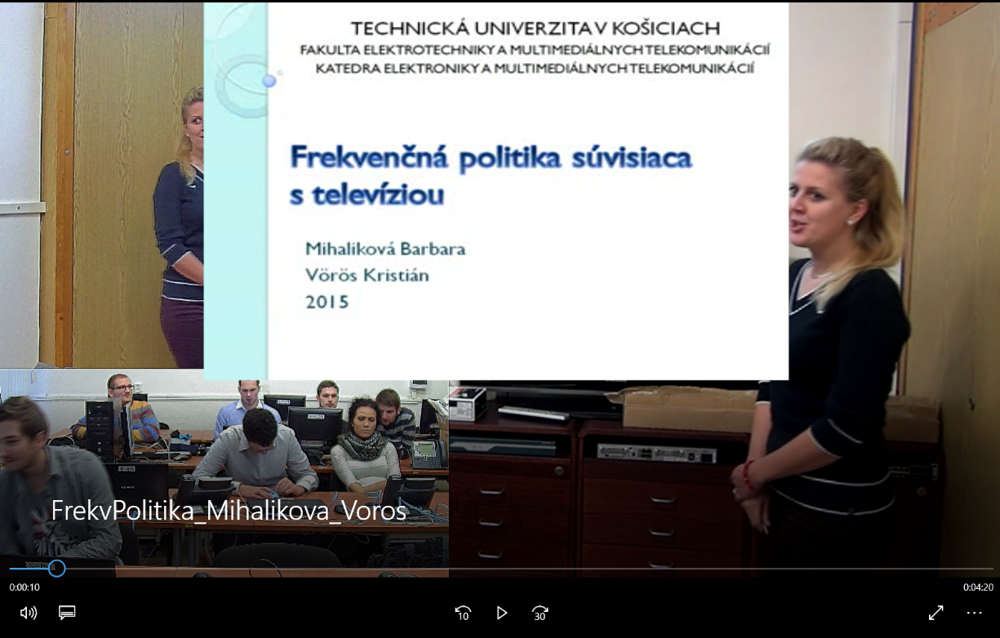 TECHNICKÁ UNIVERZITA V KOŠICIACH
FAKULTA ELEKTROTECHNIKY A MULTIMEDIÁLNYCH TELEKOMUNIKÁCIÍ
KATEDRA ELEKTRONIKY A MULTIMEDIÁLNYCH TELEKOMUNIKÁCIÍ
Frekvenčná politika súvisiaca
s televíziou
Mihaliková Barbara
Vörös Kristián
2015
FrekvPolitika_Mihalikova_Voros
0:00:10
0:04:20
10
30